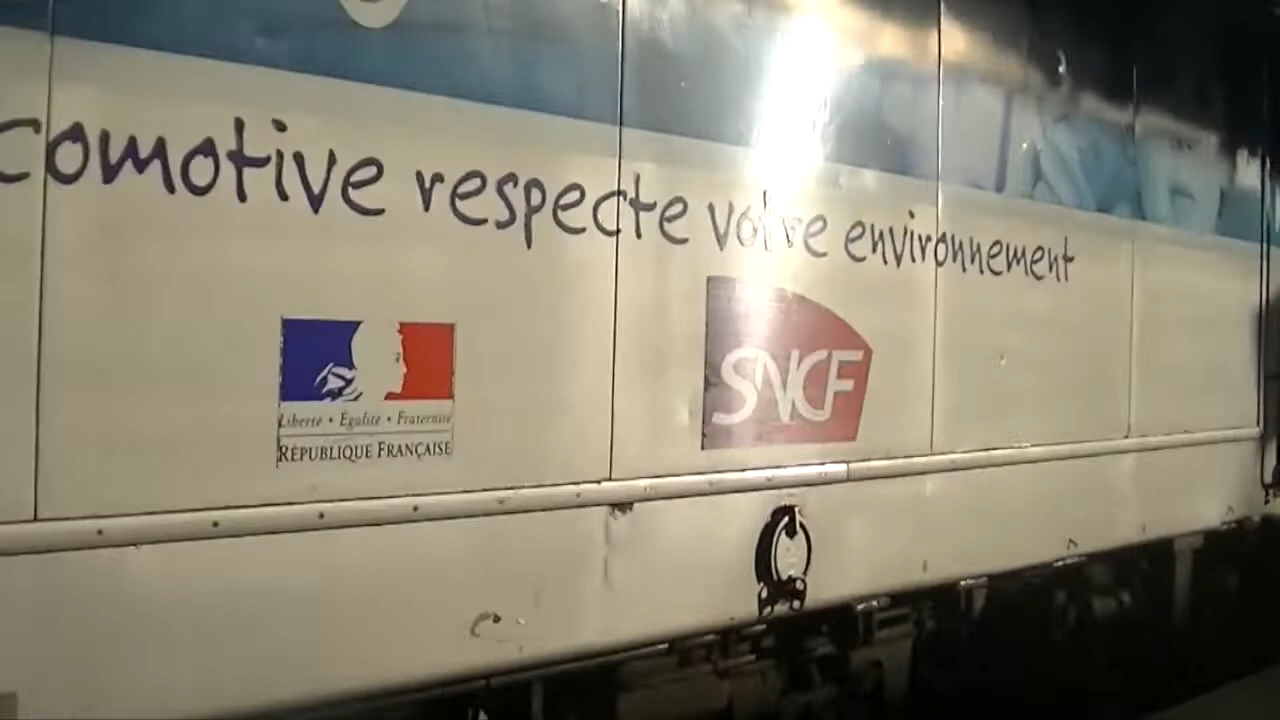 comotive respecte votre environnement
Liberté • Égalité • Fraternité
RÉPUBLIQUE FRANÇAISE
SNCF